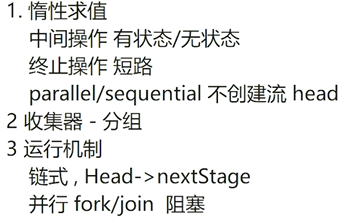 1. 惰性求值
中间操作 有状态/无状态
终止操作 短路
parallel/sequential 不创建流 head
2 收集器 - 分组
3 运行机制
链式 , Head->nextStage
并行 fork/join 阻塞